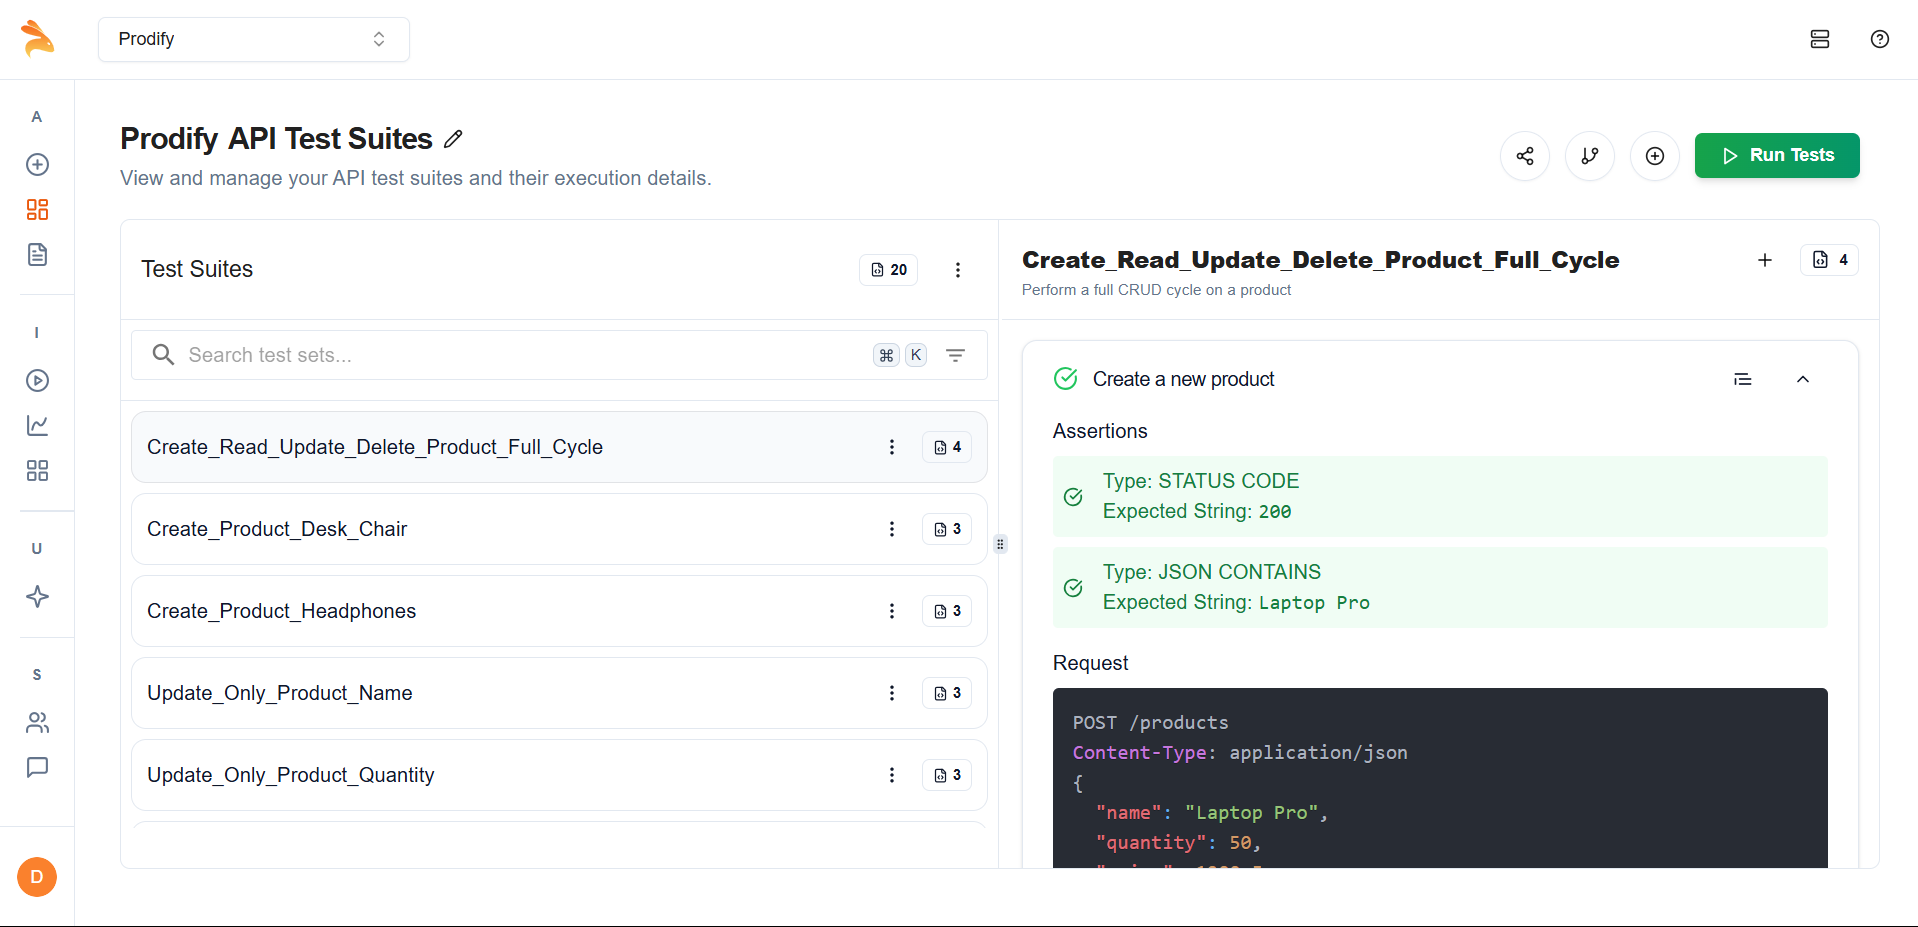 Prodify
A
I
U
S
D
Prodify API Test Suites
View and manage your API test suites and their execution details.
Run Tests
Test Suites
20
Search test sets...
⌘ K
Create_Read_Update_Delete_Product_Full_Cycle
4
Create_Product_Desk_Chair
3
Create_Product_Headphones
3
Update_Only_Product_Name
3
Update_Only_Product_Quantity
3
Create_Read_Update_Delete_Product_Full_Cycle
4
Perform a full CRUD cycle on a product
Create a new product
Assertions
Type: STATUS CODE
Expected String: 200
Type: JSON CONTAINS
Expected String: Laptop Pro
Request
POST /products
Content-Type: application/json
{
"name": "Laptop Pro",
"quantity": 50,